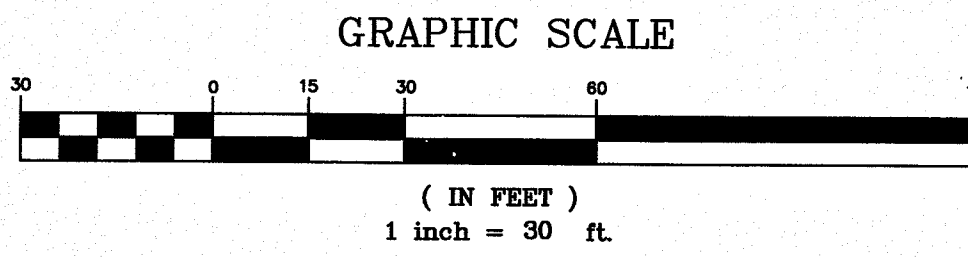 GRAPHIC SCALE
30 0 15 30 60
( IN FEET )
1 inch = 30 ft.